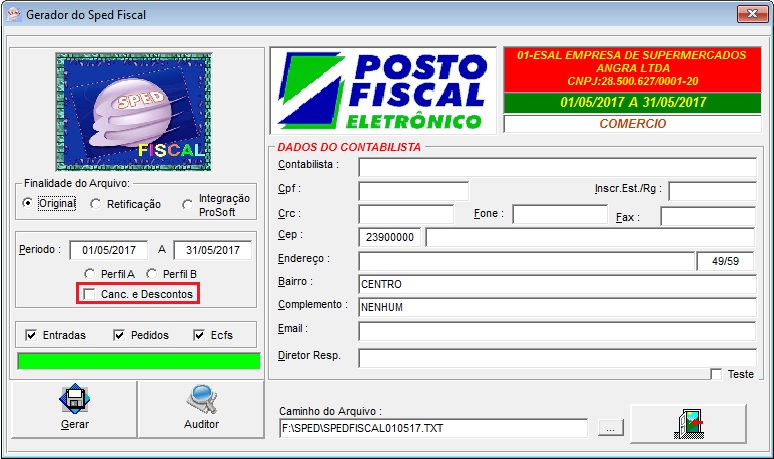 Gerador do Sped Fiscal
SPED
FISCAL
POSTO
FISCAL
ELETRÔNICO
01-ESAL EMPRESA DE SUPERMERCADOS
ANGRA LTDA
CNPJ:28.500.627/0001-20
01/05/2017 A 31/05/2017
COMERCIO
Finalidade do Arquivo:
Original
Retificação
Integração
ProSoft
Periodo : 01/05/2017 A 31/05/2017
Perfil A Perfil B
Canc. e Descontos
Entradas Pedidos Ecfs
Gerar
Auditor
DADOS DO CONTABILISTA
Contabilista :
Cpf : Inscr.Est./Rg :
Crc : Fone : Fax :
Cep : 23900000
Endereço : 49/59
Bairro : CENTRO
Complemento : NENHUM
Email :
Diretor Resp.
Teste
Caminho do Arquivo :
F:\SPED\SPEDFISCAL010517.TXT ...